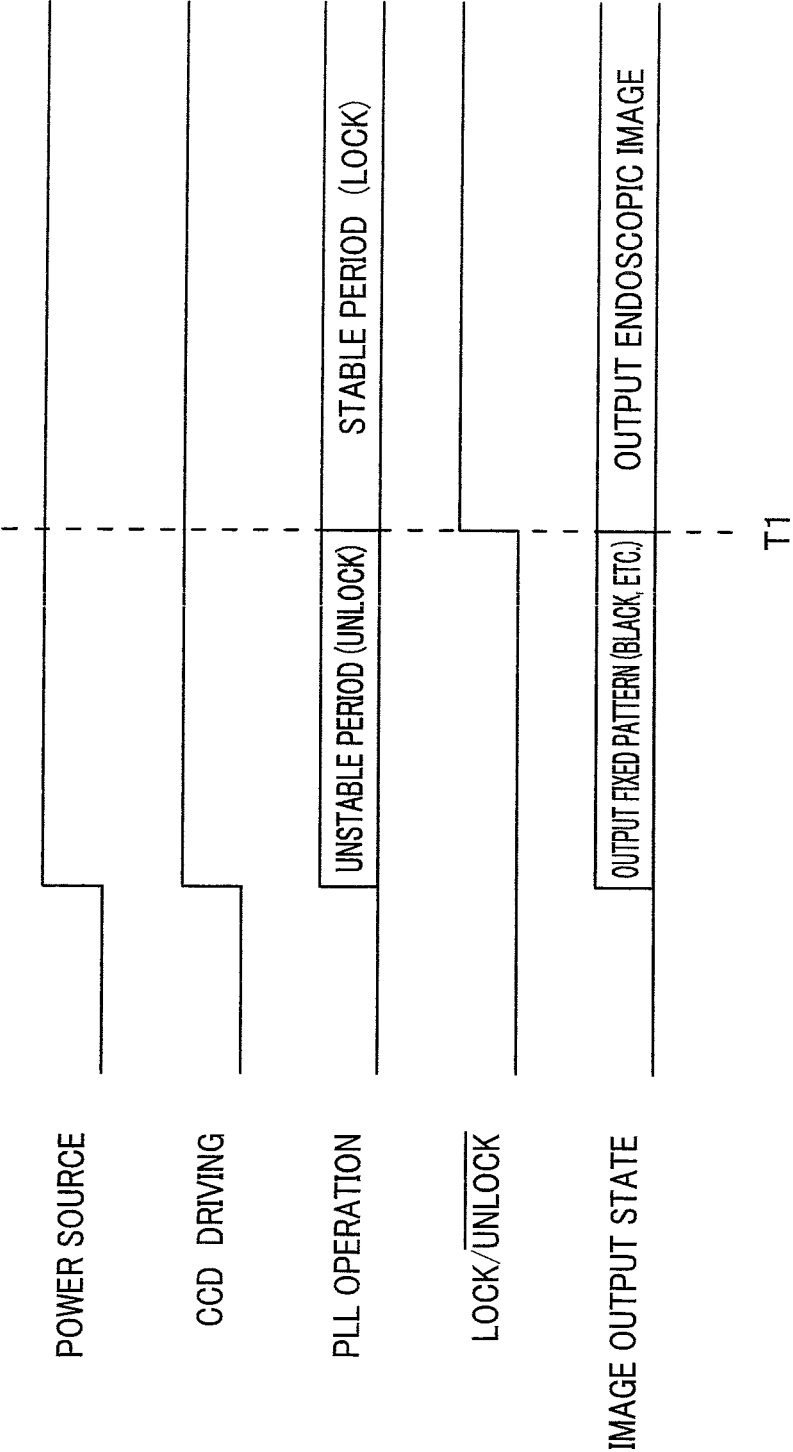 POWER SOURCE
CCD DRIVING
PLL OPERATION
UNSTABLE PERIOD (UNLOCK)
STABLE PERIOD (LOCK)
LOCK/UNLOCK
IMAGE OUTPUT STATE
OUTPUT FIXED PATTERN (BLACK, ETC.)
OUTPUT ENDOSCOPIC IMAGE
T1